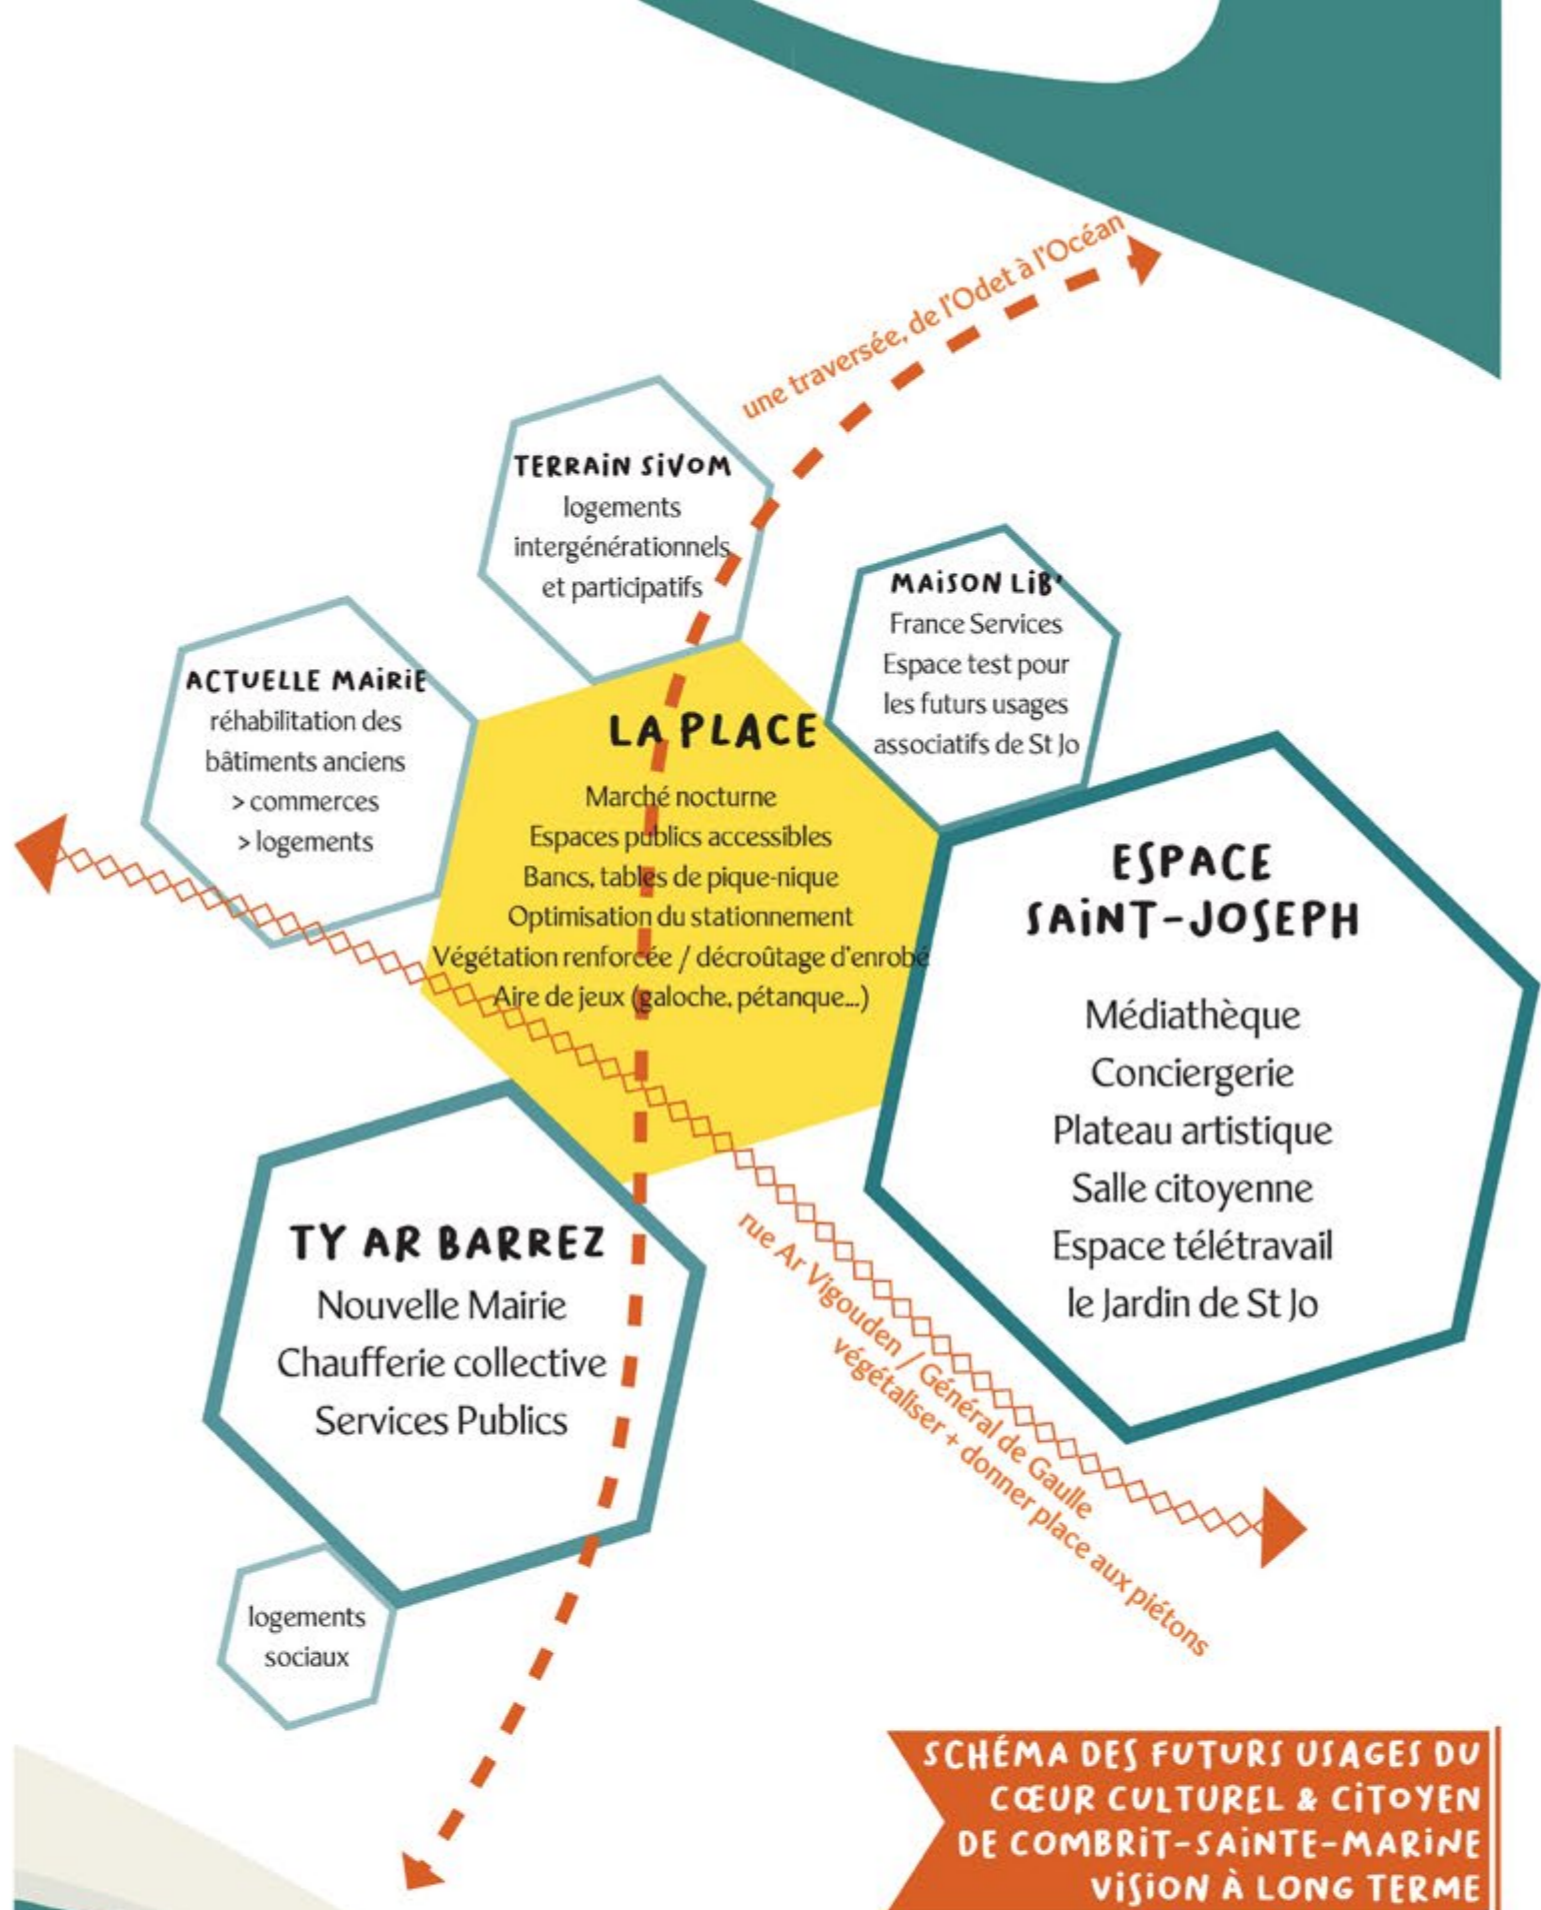 une traversée, de l'Odet à l'Océan
TERRAIN SIVOM
logements
intergénérationnels
et participatifs
MAISON LIB'
France Services
Espace test pour
les futurs usages
associatifs de St Jo
ACTUELLE MAIRIE
réhabilitation des
bâtiments anciens
> commerces
> logements
LA PLACE
Marché nocturne
Espaces publics accessibles
Bancs, tables de pique-nique
Optimisation du stationnement
Végétation renforcée / décroûtage d'enrobé
Aire de jeux (galoche, pétanque...)
ESPACE
SAINT-JOSEPH
Médiathèque
Conciergerie
Plateau artistique
Salle citoyenne
Espace télétravail
le Jardin de St Jo
TY AR BARREZ
Nouvelle Mairie
Chaufferie collective
Services Publics
rue Ar Vigouden / Général de Gaulle
végétaliser + donner place aux piétons
logements
sociaux
SCHÉMA DES FUTURS USAGES DU
CŒUR CULTUREL & CITOYEN
DE COMBRIT-SAINTE-MARINE
VISION À LONG TERME